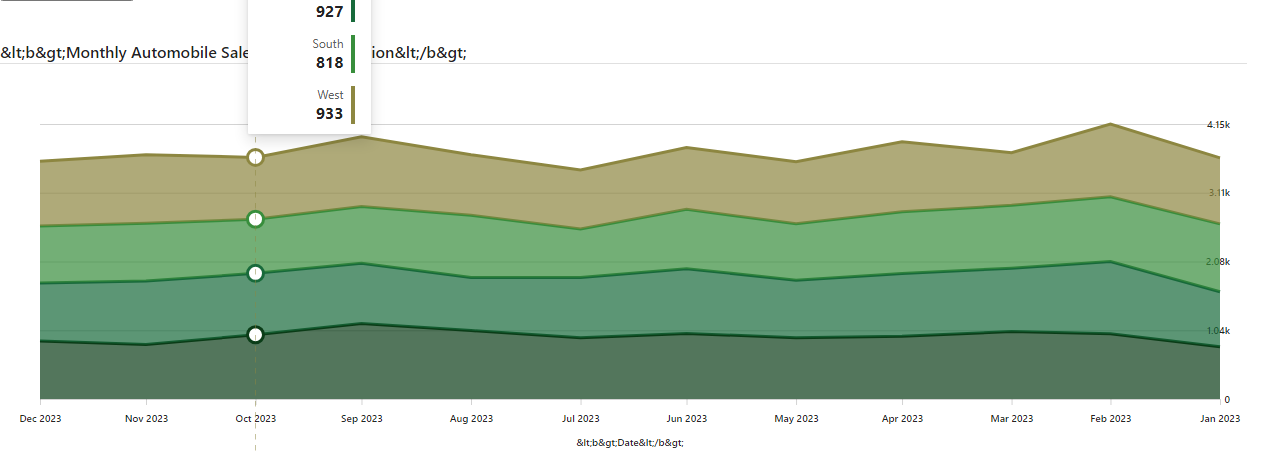 927
South
818
West
933
&lt;b&gt;Monthly Automobile Sale ion&lt;/b&gt;
4.15k
3.11k
2.08k
1.04k
0
Dec 2023 Nov 2023 Oct 2023 Sep 2023 Aug 2023 Jul 2023 Jun 2023 May 2023 Apr 2023 Mar 2023 Feb 2023 Jan 2023
&lt;b&gt;Date&lt;/b&gt;